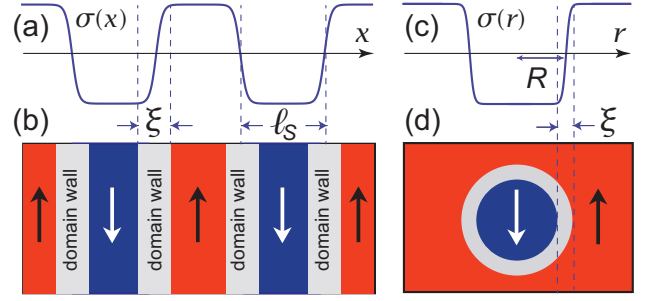 (a) σ(x) x
(c) σ(r) r
R
(b) ξ ℓS
(d) ξ
domain wall
domain wall
domain wall
domain wall